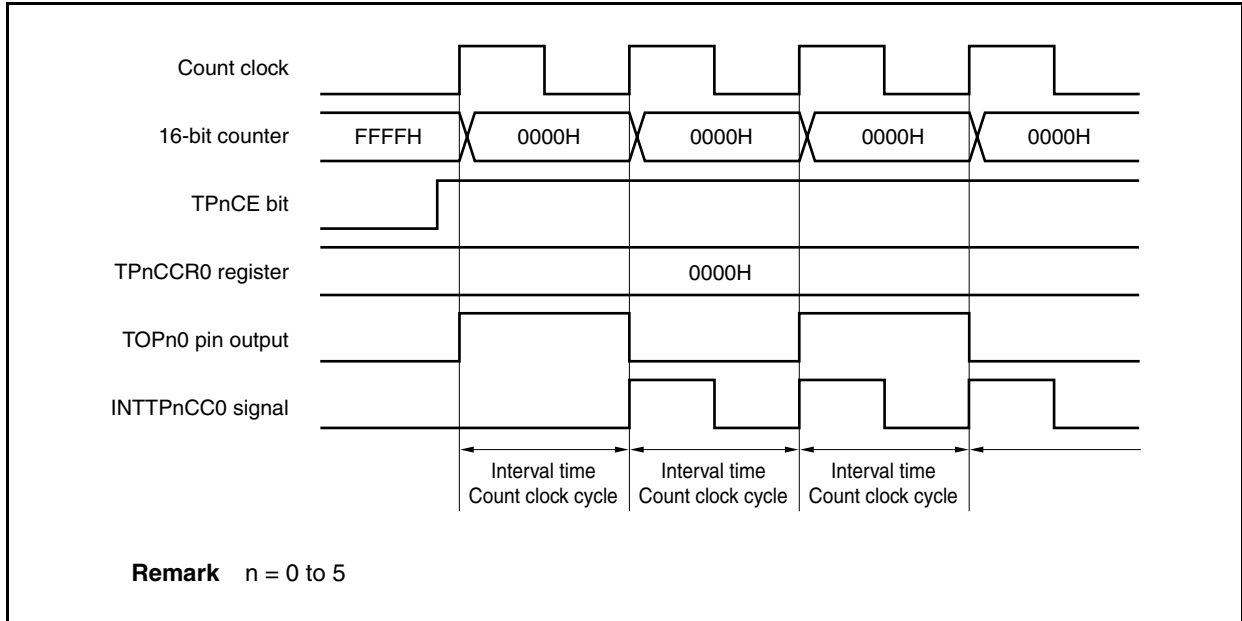 Count clock
16-bit counter FFFFH 0000H 0000H 0000H 0000H
TPnCE bit
TPnCCR0 register 0000H
TOPn0 pin output
INTTPnCC0 signal
Interval time Interval time Interval time
Count clock cycle Count clock cycle Count clock cycle
Remark n = 0 to 5